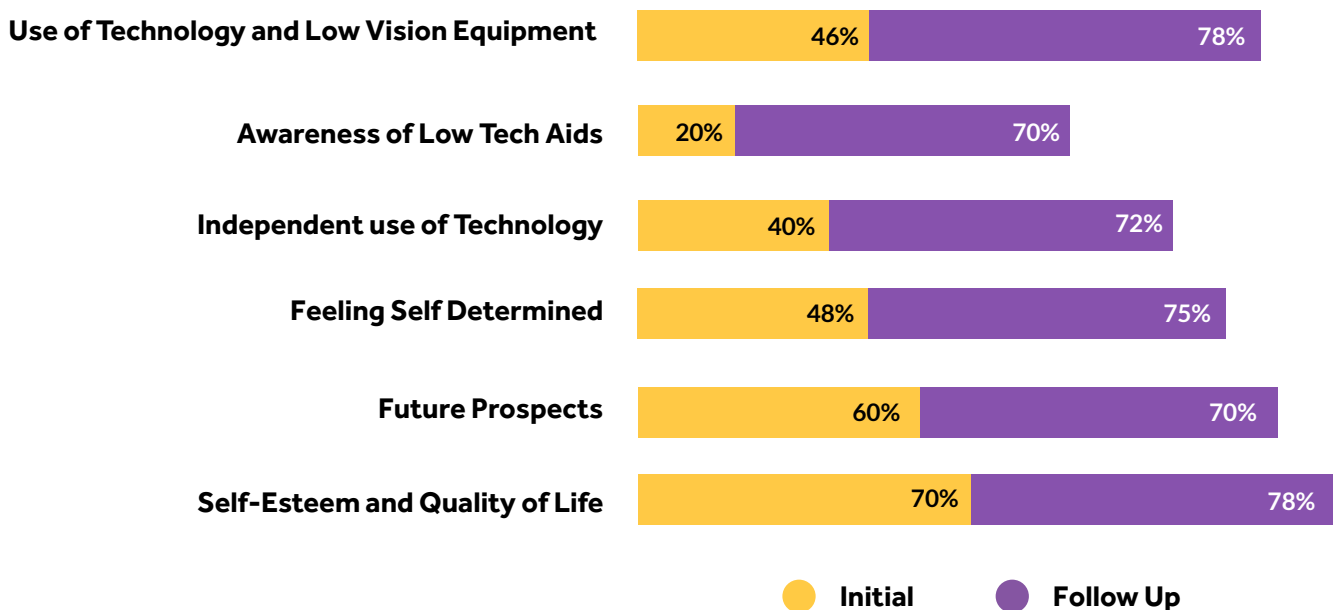 Use of Technology and Low Vision Equipment 46% 78%
Awareness of Low Tech Aids 20% 70%
Independent use of Technology 40% 72%
Feeling Self Determined 48% 75%
Future Prospects 60% 70%
Self-Esteem and Quality of Life 70% 78%
Initial Follow Up